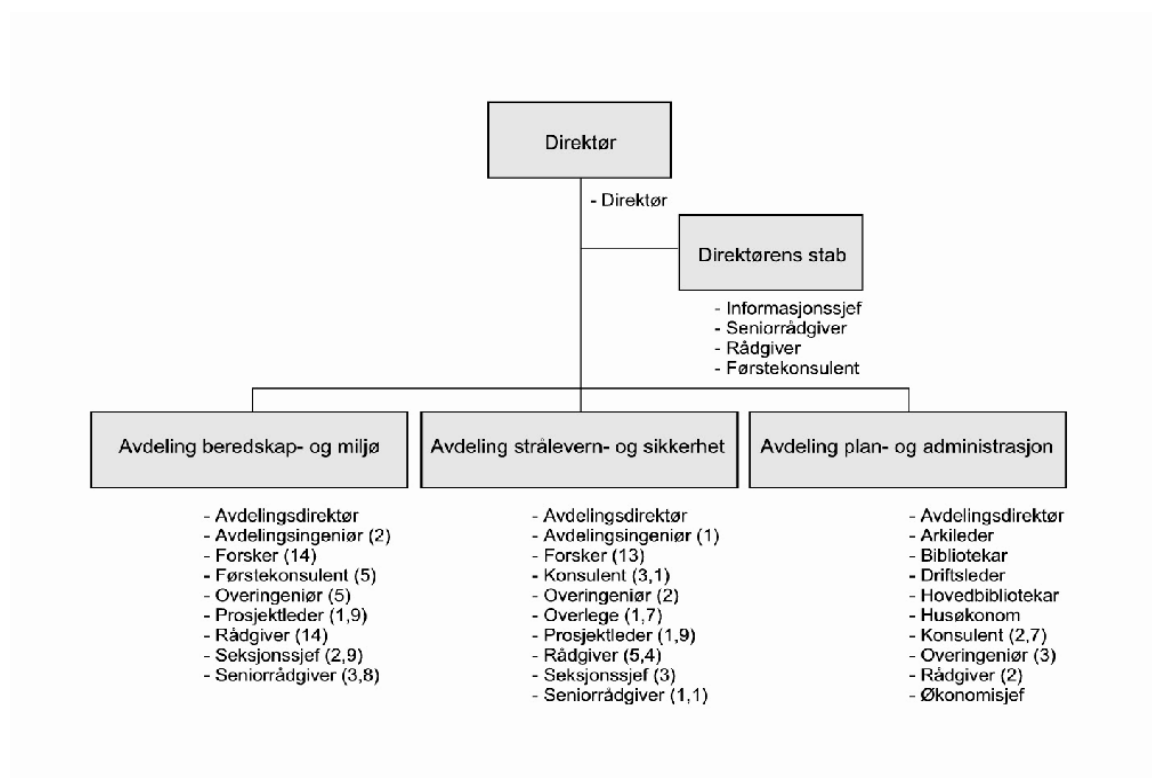 Direktør
- Direktør
Direktørens stab
- Informasjonssjef
- Seniorrådgiver
- Rådgiver
- Førstekonsulent
Avdeling beredskap- og miljø
- Avdelingsdirektør
- Avdelingsingeniør (2)
- Forsker (14)
- Førstekonsulent (5)
- Overingeniør (5)
- Prosjektleder (1,9)
- Rådgiver (14)
- Seksjonssjef (2,9)
- Seniorrådgiver (3,8)
Avdeling strålevern- og sikkerhet
- Avdelingsdirektør
- Avdelingsingeniør (1)
- Forsker (13)
- Konsulent (3,1)
- Overingeniør (2)
- Overlege (1,7)
- Prosjektleder (1,9)
- Rådgiver (5,4)
- Seksjonssjef (3)
- Seniorrådgiver (1,1)
Avdeling plan- og administrasjon
- Avdelingsdirektør
- Arkileder
- Bibliotekar
- Driftsleder
- Hovedbibliotekar
- Husøkonom
- Konsulent (2,7)
- Overingeniør (3)
- Rådgiver (2)
- Økonomisjef